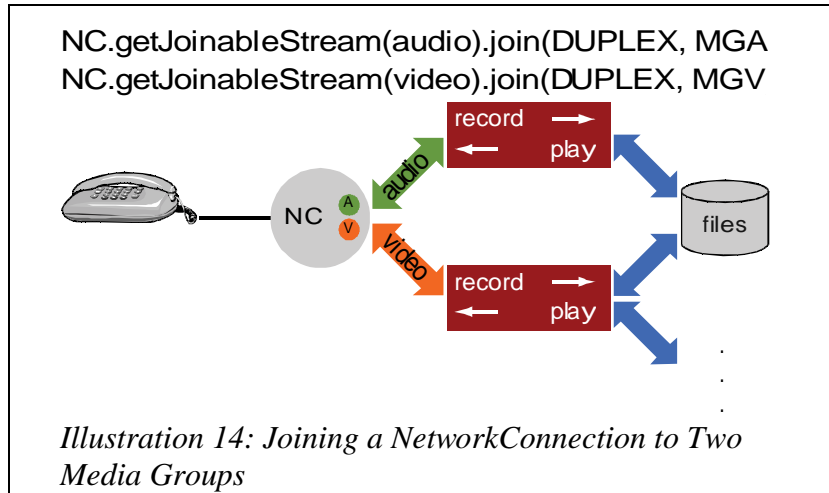 NC.getJoinableStream(audio).join(DUPLEX, MGA
NC.getJoinableStream(video).join(DUPLEX, MGV
record
play
audio
NC
A
V
files
video
record
play
.
.
.
Illustration 14: Joining a NetworkConnection to Two
Media Groups